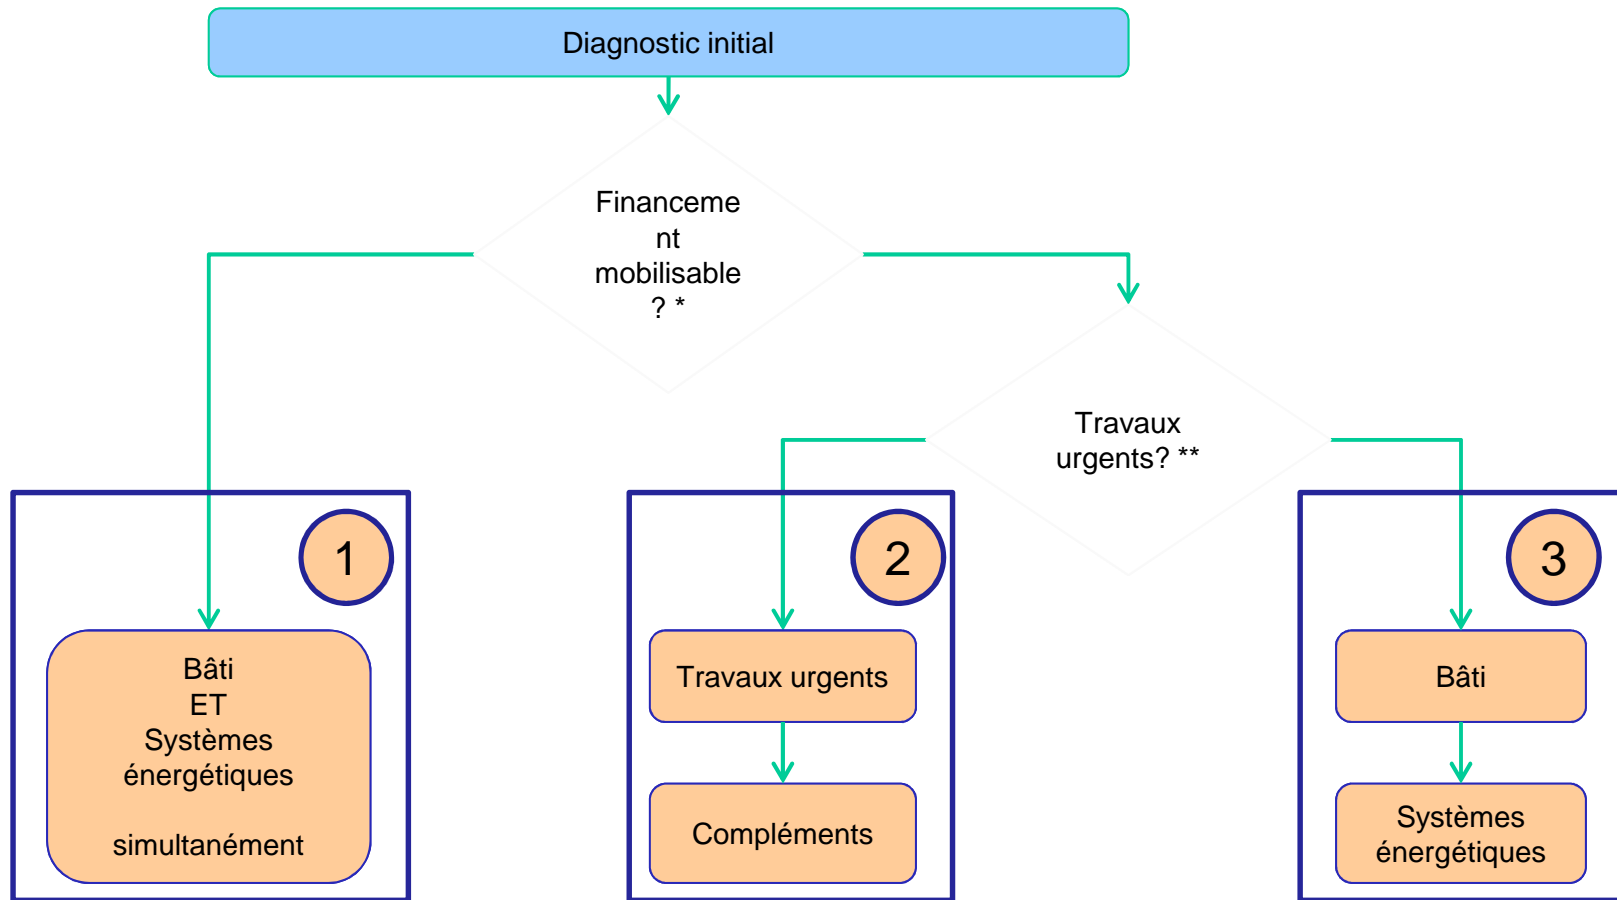 Diagnostic initial
Financeme
nt
mobilisable
? *
Travaux
urgents? **
1
Bâti
ET
Systèmes
énergétiques
simultanément
2
Travaux urgents
Compléments
3
Bâti
Systèmes
énergétiques